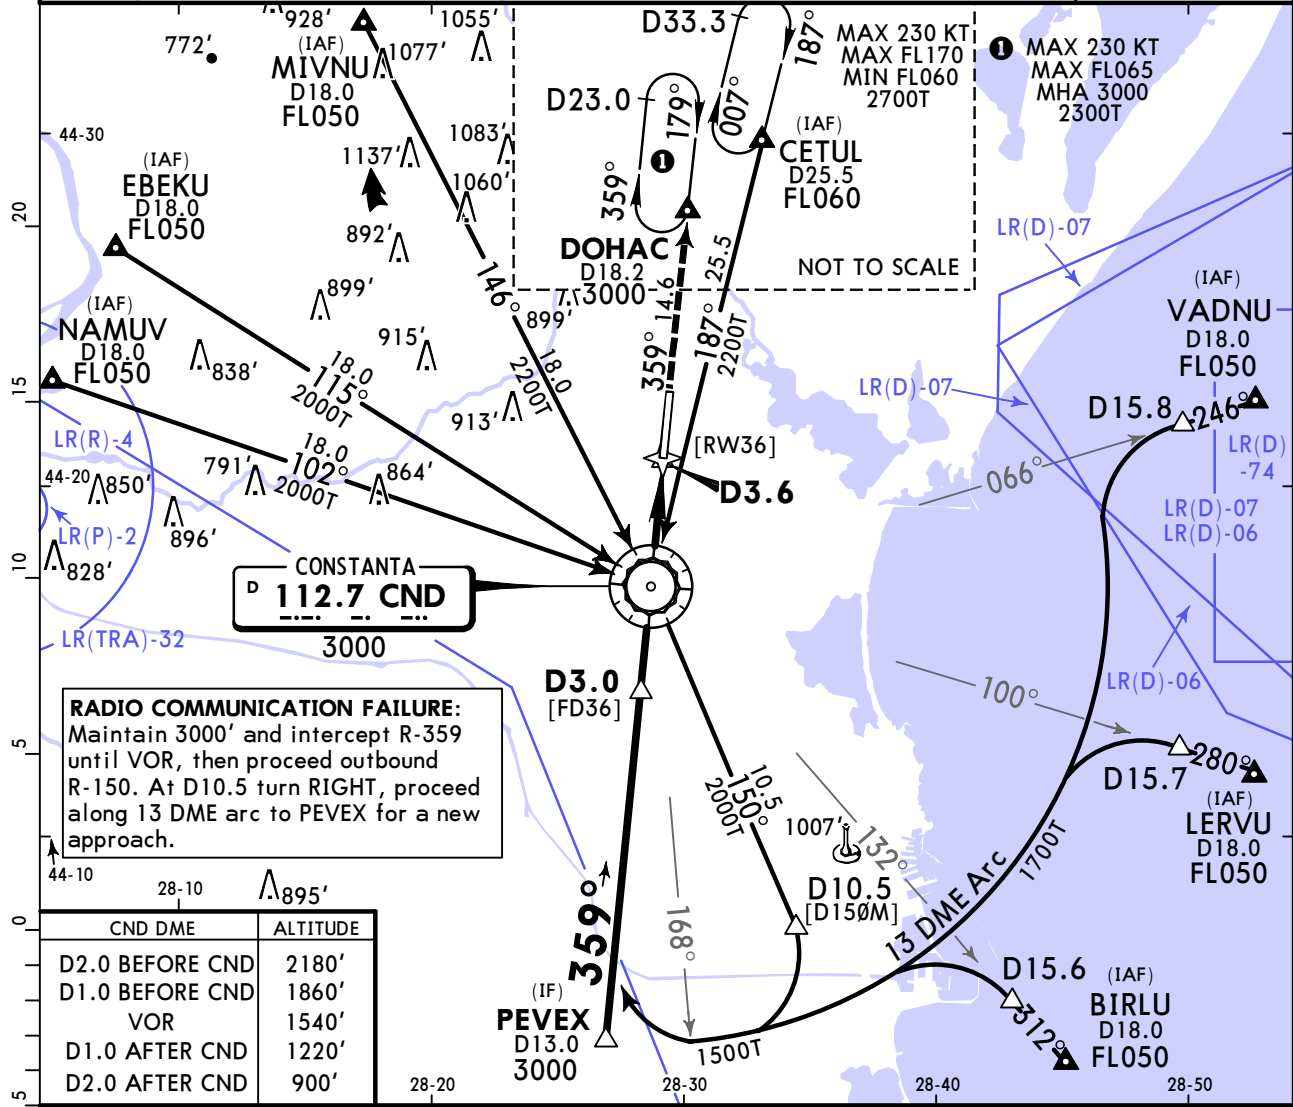 928'
1055'
D33.3
187°
MAX 230 KT
MAX FL170
MIN FL060
2700T
1
MAX 230 KT
MAX FL065
MHA 3000
2300T
772'
(IAF)
MIVNU
D18.0
FL050
1077'
D23.0
179°
007°
44-30
1083'
1137'
1060'
1
359°
(IAF)
CETUL
D25.5
FL060
(IAF)
EBEKU
D18.0
FL050
20
892'
DOHAC
D18.2
3000
25.5
187°
2200T
NOT TO SCALE
LR(D)-07
146°
18.0
2200T
899'
899'
14.6
359°
(IAF)
VADNU
D18.0
FL050
(IAF)
NAMUV
D18.0
FL050
838'
915'
18.0
115°
2000T
15
LR(D)-07
D15.8
246°
913'
LR(R)-4
18.0
102°
2000T
[RW36]
D3.6
066°
LR(D)
-74
791'
864'
44-20
850'
LR(D)-07
LR(D)-06
896'
LR(P)-2
828'
10
CONSTANTA
D 112.7 CND
3000
LR(TRA)-32
D3.0
[FD36]
100°
LR(D)-06
RADIO COMMUNICATION FAILURE:
Maintain 3000' and intercept R-359
until VOR, then proceed outbound
R-150. At D10.5 turn RIGHT, proceed
along 13 DME arc to PEVEX for a new
approach.
5
10.5
150°
2000T
D15.7
280°
(IAF)
LERVU
D18.0
FL050
1007'
132°
1700T
13 DME Arc
44-10
28-10
895'
D10.5
[D150M]
359°
168°
0
CND DME ALTITUDE
D2.0 BEFORE CND 2180'
D1.0 BEFORE CND 1860'
VOR 1540'
D1.0 AFTER CND 1220'
D2.0 AFTER CND 900'
(IF)
PEVEX
D13.0
3000
1500T
D15.6
312°
(IAF)
BIRLU
D18.0
FL050
5
28-20
28-30
28-40
28-50